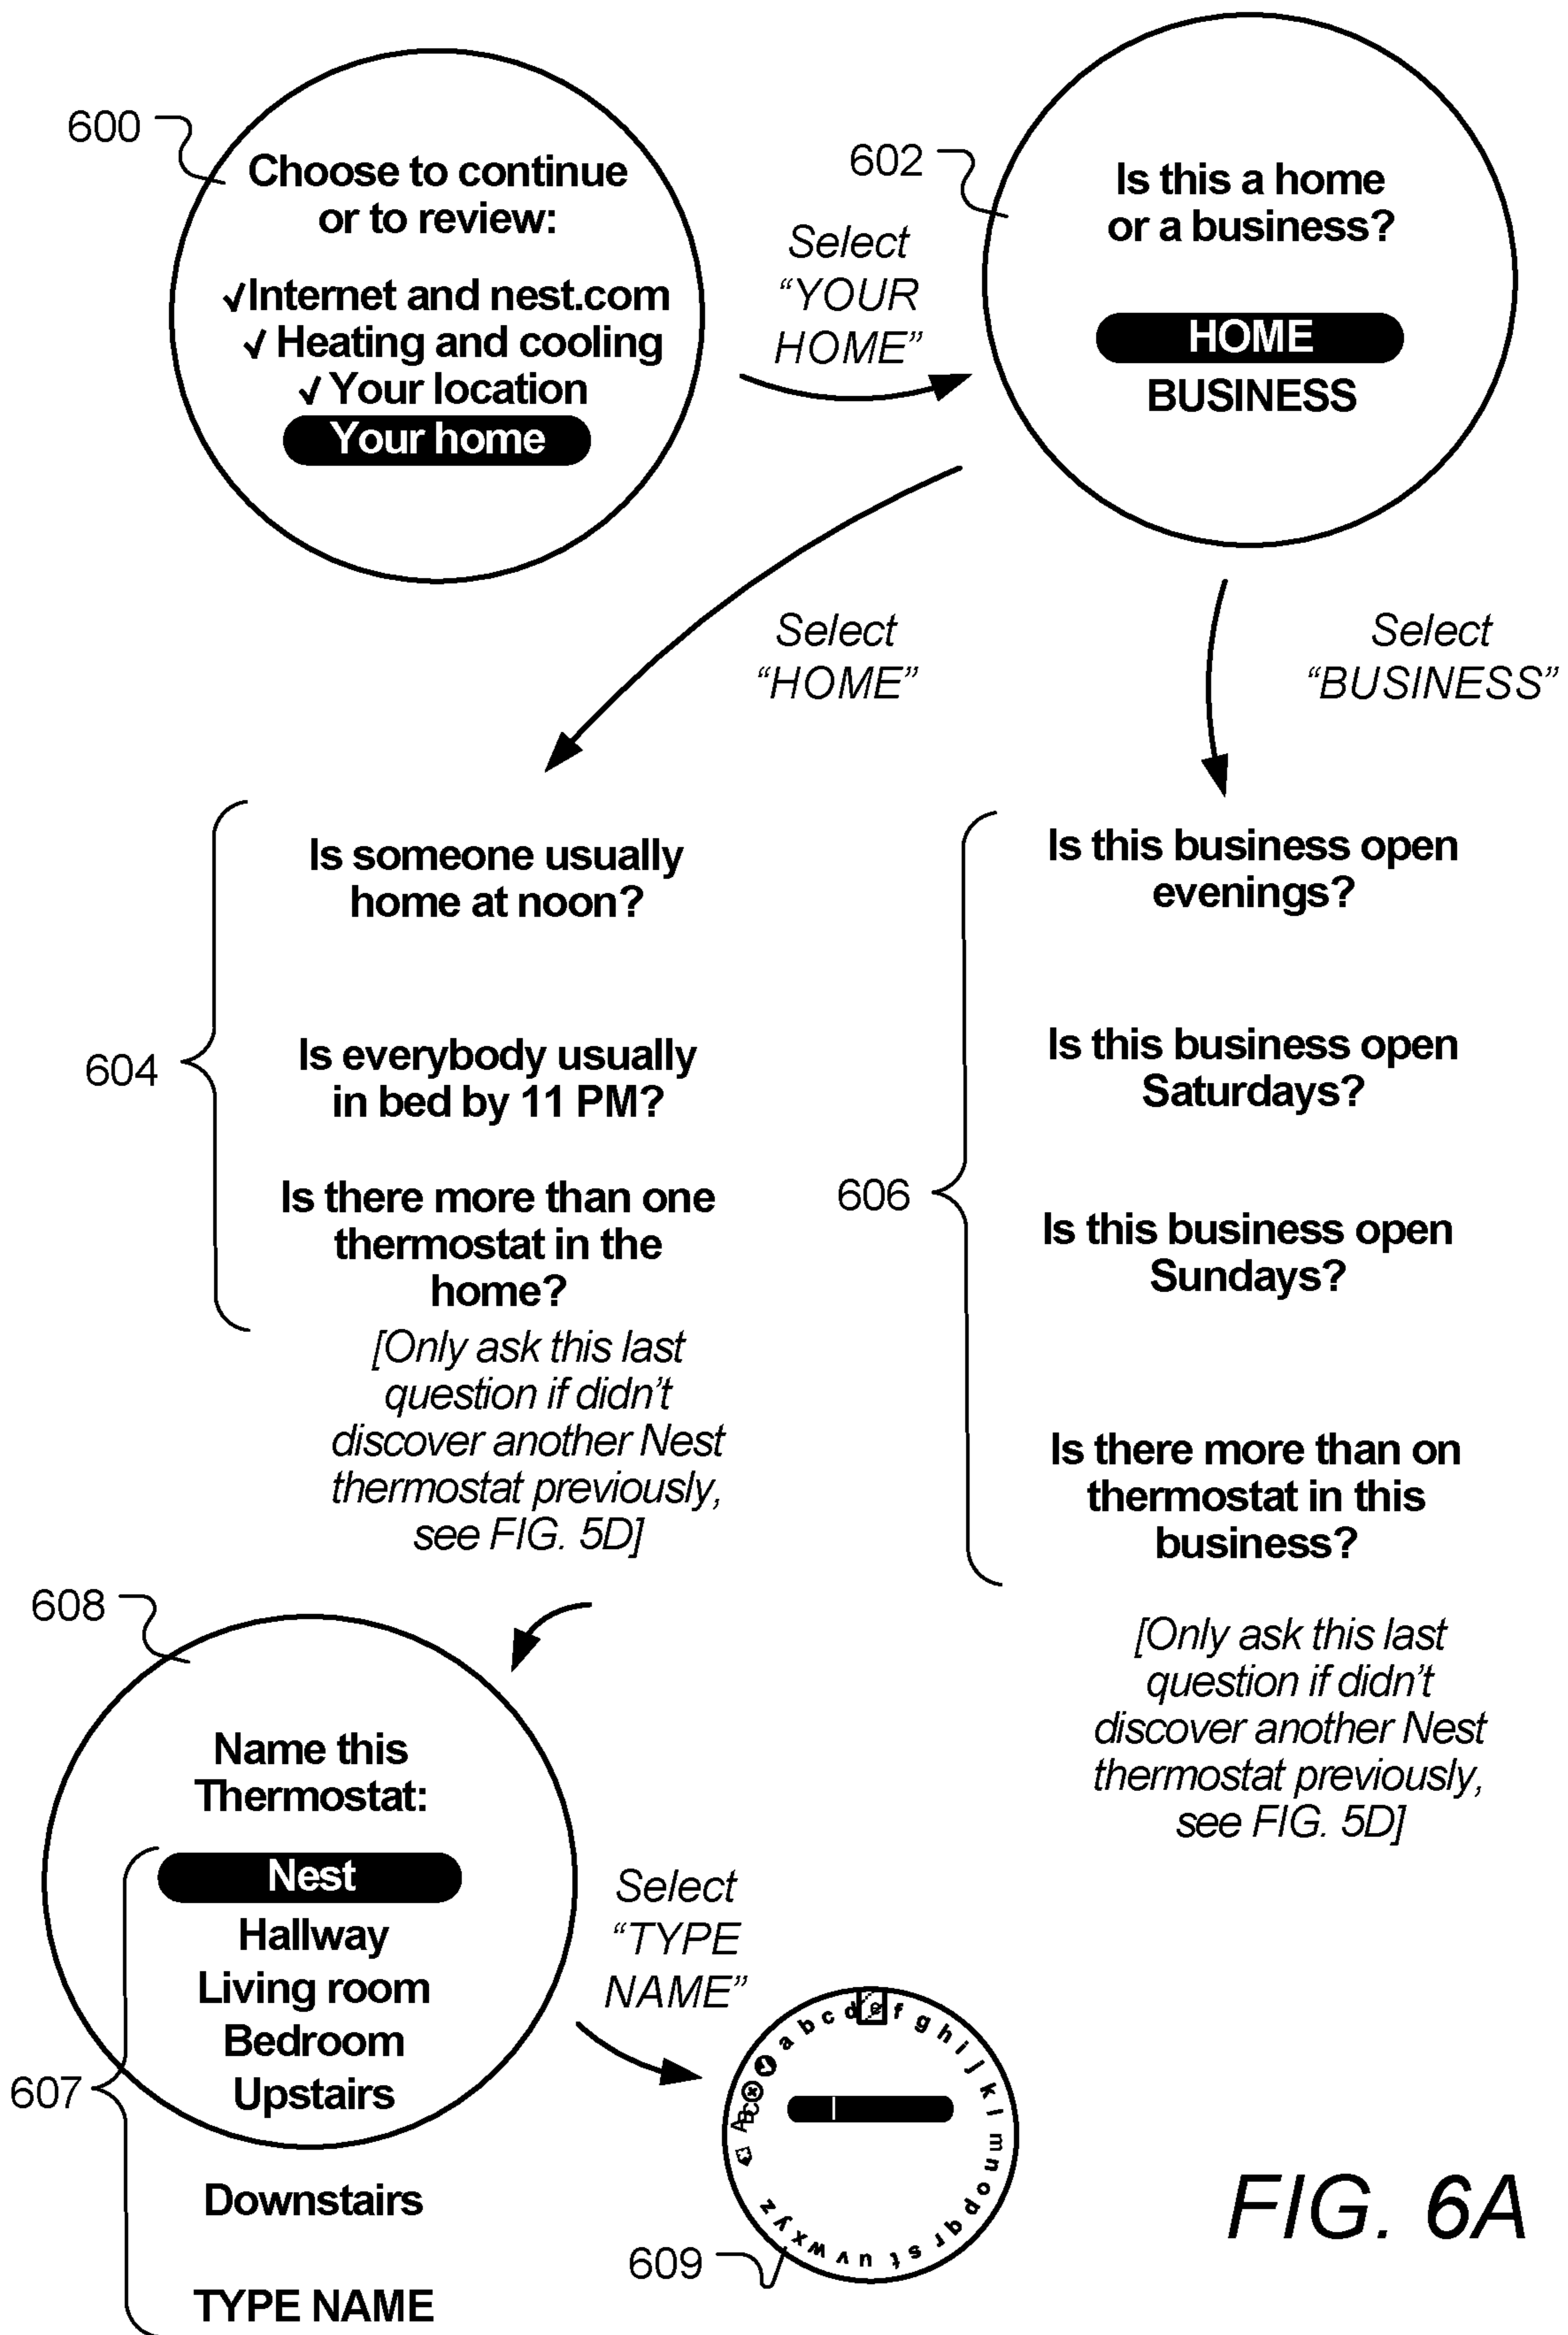 600
Choose to continue
or to review:
√Internet and nest.com
√ Heating and cooling
√ Your location
Your home
Select
“YOUR
HOME”
602
Is this a home
or a business?
HOME
BUSINESS
Select
“HOME”
Select
“BUSINESS”
604
Is someone usually
home at noon?
Is everybody usually
in bed by 11 PM?
Is there more than one
thermostat in the
home?
[Only ask this last
question if didn’t
discover another Nest
thermostat previously,
see FIG. 5D]
606
Is this business open
evenings?
Is this business open
Saturdays?
Is this business open
Sundays?
Is there more than on
thermostat in this
business?
[Only ask this last
question if didn’t
discover another Nest
thermostat previously,
see FIG. 5D]
608
Name this
Thermostat:
607
Nest
Hallway
Living room
Bedroom
Upstairs
Downstairs
TYPE NAME
Select
“TYPE
NAME”
609
a b c d e f g h i j k l m n o p q r s t u v w x y z
ABC
FIG. 6A